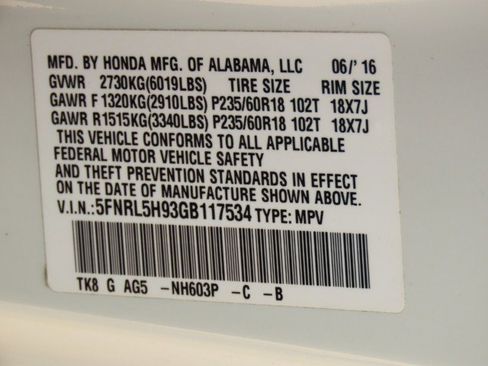 MFD. BY HONDA MFG. OF ALABAMA, LLC 06/'16
GVWR 2730KG(6019LBS) TIRE SIZE RIM SIZE
GAWR F 1320KG(2910LBS) P235/60R18 102T 18X7J
GAWR R1515KG(3340LBS) P235/60R18 102T 18X7J
THIS VEHICLE CONFORMS TO ALL APPLICABLE
FEDERAL MOTOR VEHICLE SAFETY
AND THEFT PREVENTION STANDARDS IN EFFECT
ON THE DATE OF MANUFACTURE SHOWN ABOVE.
V.I.N.:5FNRL5H93GB117534 TYPE: MPV
TK8 G AG5 -NH603P -C -B